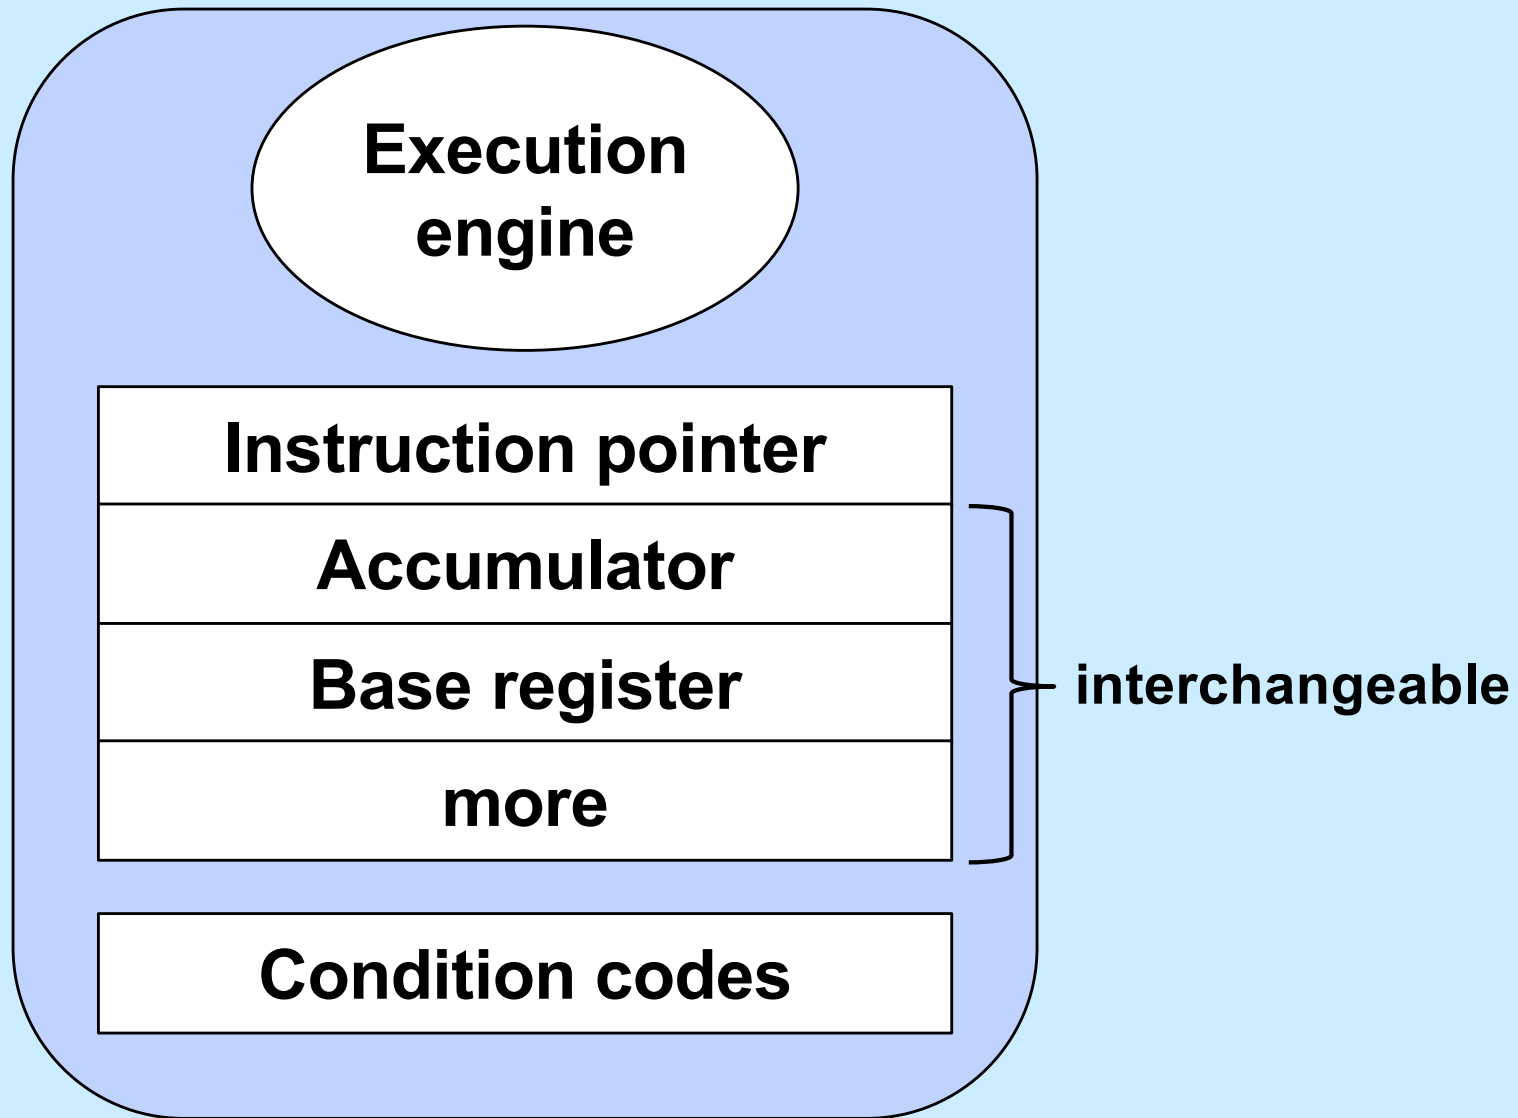 Execution
engine
Instruction pointer
Accumulator
Base register
interchangeable
more
Condition codes